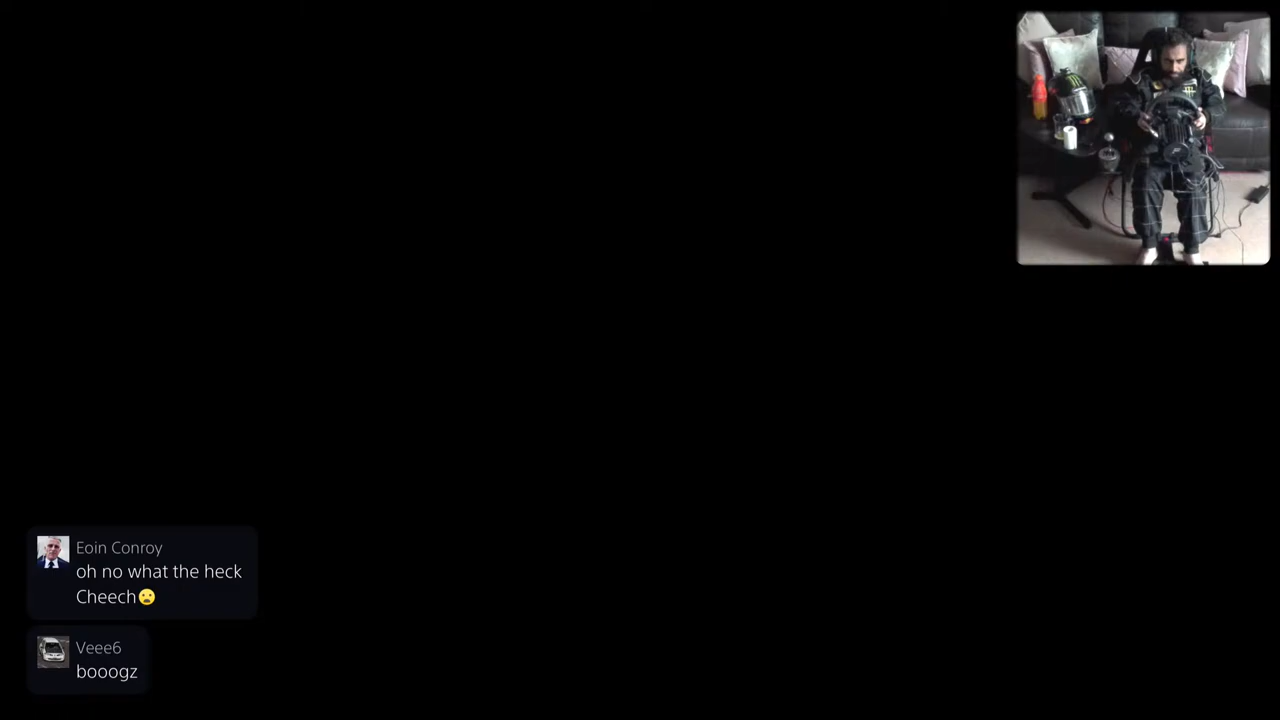 Eoin Conroy
oh no what the heck
Cheech😦
Veee6
booogz